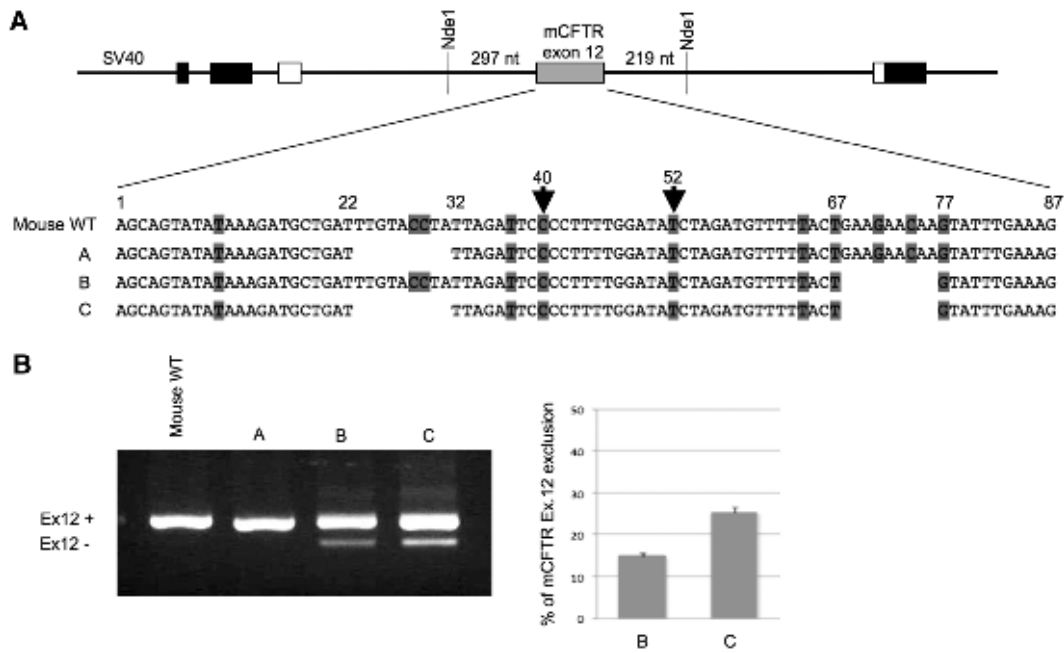 A
SV40
Nde1
297 nt
mCFTR
exon 12
219 nt
Nde1
1 22 32 40 52 67 77 87
Mouse WT AGCAGTATATAAAGATGCTGATTTGTACCTATTAGATTCCCCTTTTGGATATCTAGATGTTTTTACTGAAGAACAAGTATTTGAAAG
A AGCAGTATATAAAGATGCTGAT TTAGATTCCCCTTTTGGATATCTAGATGTTTTTACTGAAGAACAAGTATTTGAAAG
B AGCAGTATATAAAGATGCTGATTTGTACCTATTAGATTCCCCTTTTGGATATCTAGATGTTTTTACT GTATTTGAAAG
C AGCAGTATATAAAGATGCTGAT TTAGATTCCCCTTTTGGATATCTAGATGTTTTTACT GTATTTGAAAG
B
Mouse WT
A
B
C
Ex12 +
Ex12 -
% of mCFTR Ex.12 exclusion
50
40
30
20
10
0
B
C